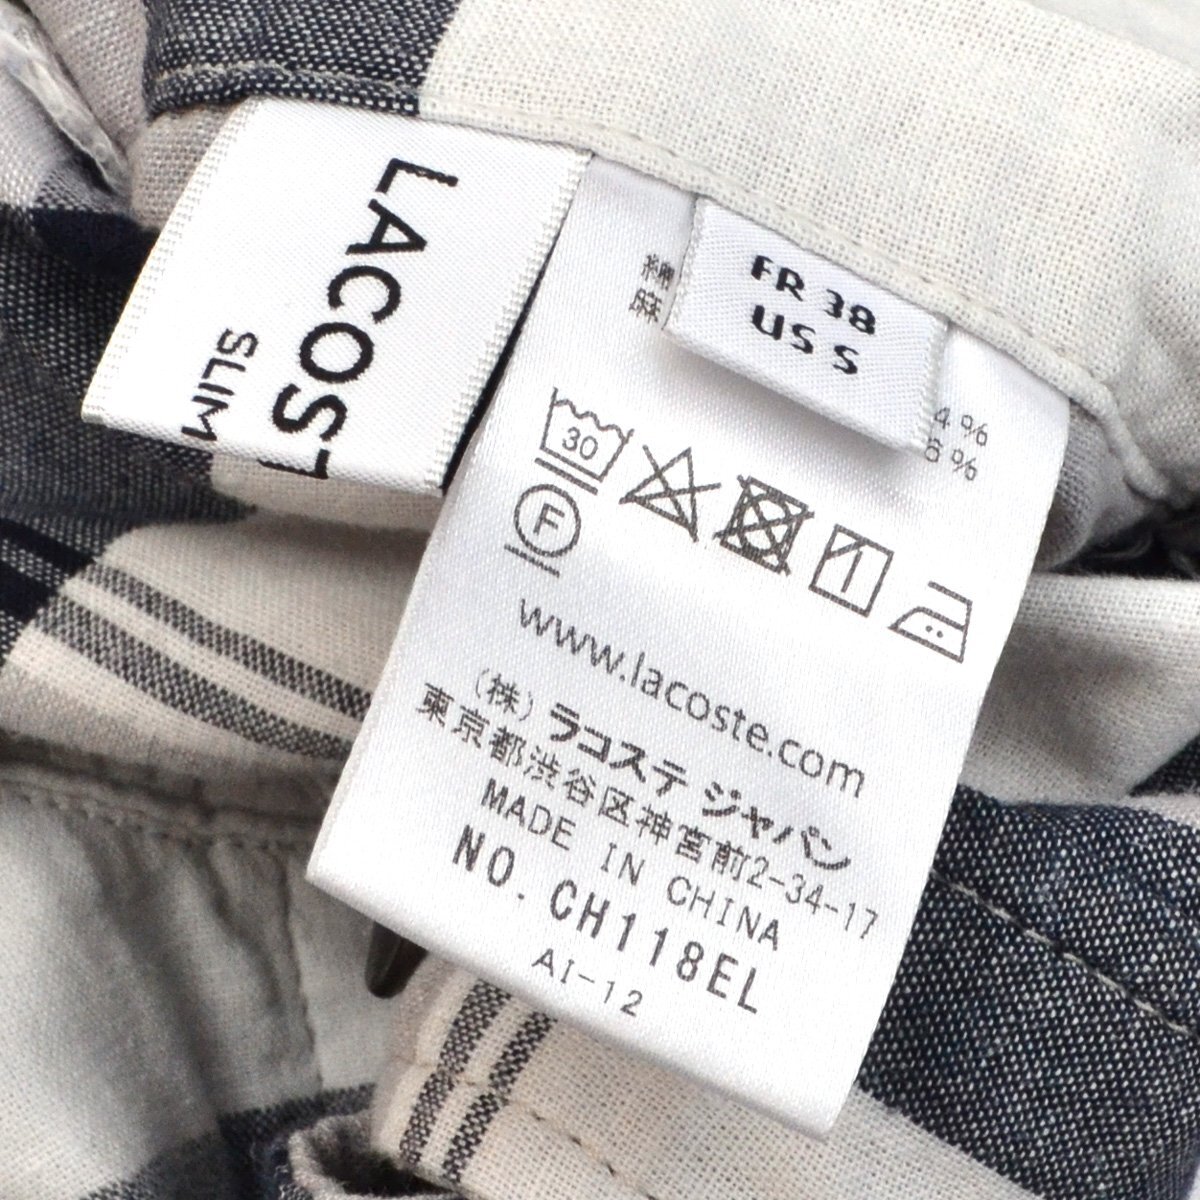 LACOST
SLIM
FR 38
US S
綿
麻
4%
6%
30
F
www.lacoste.com
(株) ラコステ ジャパン
東京都渋谷区神宮前2-34-17
MADE IN CHINA
NO. CH118EL
AI-12